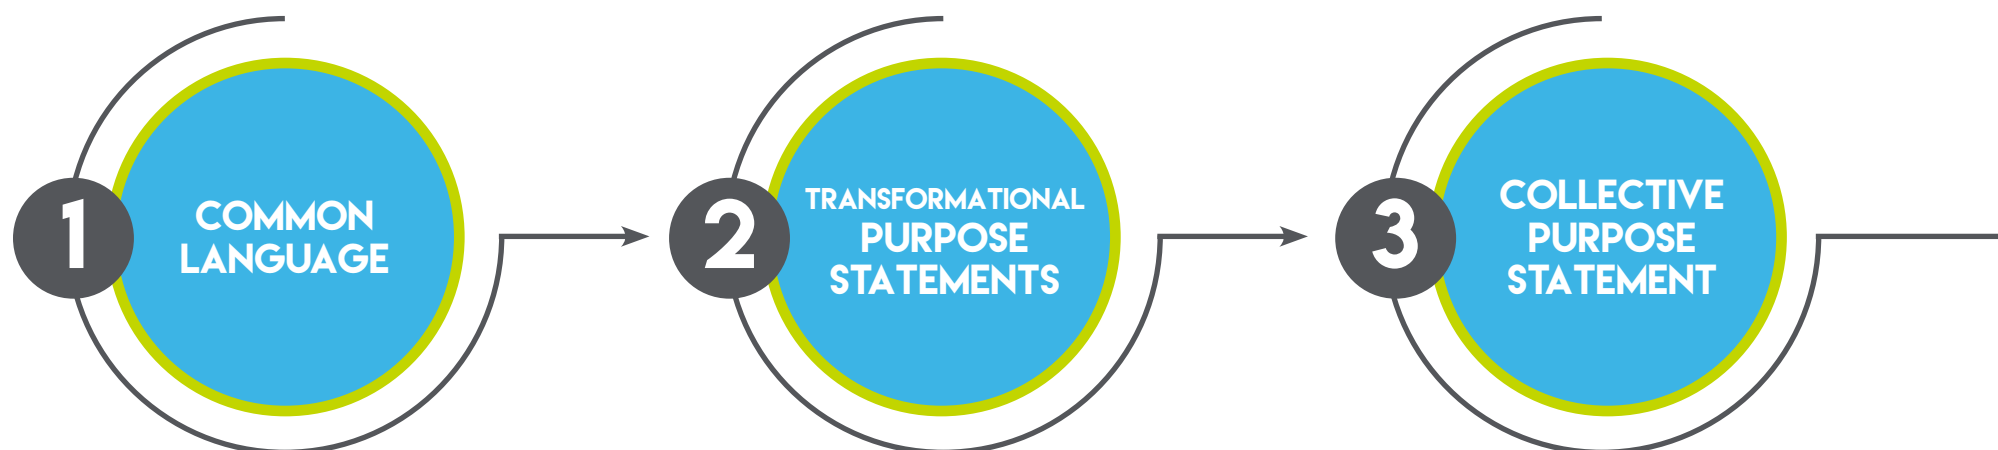 1
COMMON
LANGUAGE
2
TRANSFORMATIONAL
PURPOSE
STATEMENTS
3
COLLECTIVE
PURPOSE
STATEMENT